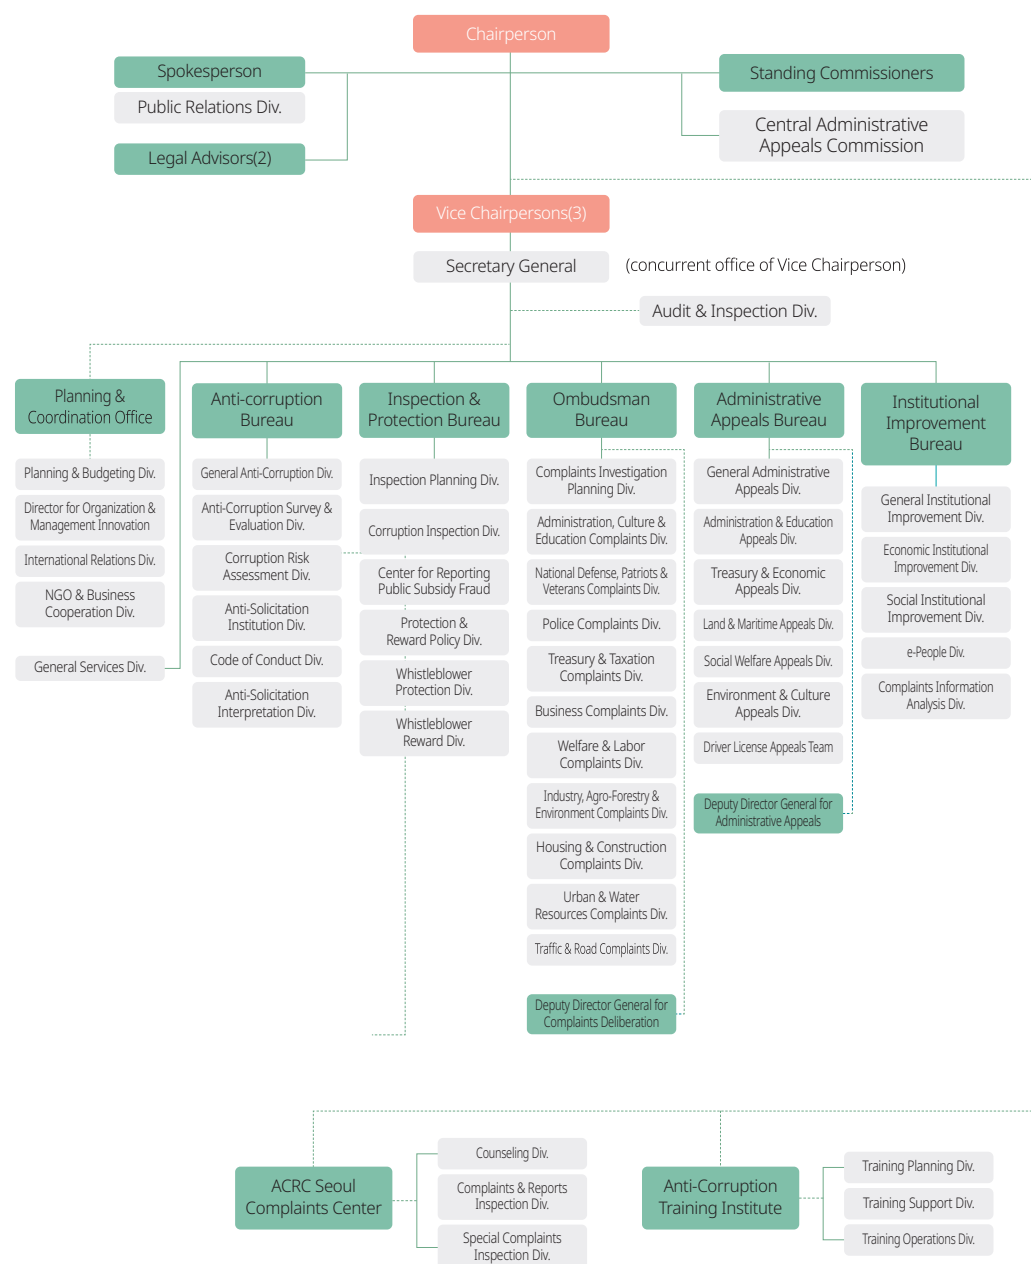 Chairperson
Spokesperson
Public Relations Div.
Legal Advisors(2)
Standing Commissioners
Central Administrative
Appeals Commission
Vice Chairpersons(3)
Secretary General
(concurrent office of Vice Chairperson)
Audit & Inspection Div.
Planning &
Coordination Office
Planning & Budgeting Div.
Director for Organization &
Management Innovation
International Relations Div.
NGO & Business
Cooperation Div.
General Services Div.
Anti-corruption
Bureau
General Anti-Corruption Div.
Anti-Corruption Survey &
Evaluation Div.
Corruption Risk
Assessment Div.
Anti-Solicitation
Institution Div.
Code of Conduct Div.
Anti-Solicitation
Interpretation Div.
Inspection &
Protection Bureau
Inspection Planning Div.
Corruption Inspection Div.
Center for Reporting
Public Subsidy Fraud
Protection &
Reward Policy Div.
Whistleblower
Protection Div.
Whistleblower
Reward Div.
Ombudsman
Bureau
Complaints Investigation
Planning Div.
Administration, Culture &
Education Complaints Div.
National Defense, Patriots &
Veterans Complaints Div.
Police Complaints Div.
Treasury & Taxation
Complaints Div.
Business Complaints Div.
Welfare & Labor
Complaints Div.
Industry, Agro-Forestry &
Environment Complaints Div.
Housing & Construction
Complaints Div.
Urban & Water
Resources Complaints Div.
Traffic & Road Complaints Div.
Deputy Director General for
Complaints Deliberation
Administrative
Appeals Bureau
General Administrative
Appeals Div.
Administration & Education
Appeals Div.
Treasury & Economic
Appeals Div.
Land & Maritime Appeals Div.
Social Welfare Appeals Div.
Environment & Culture
Appeals Div.
Driver License Appeals Team
Deputy Director General for
Administrative Appeals
Institutional
Improvement
Bureau
General Institutional
Improvement Div.
Economic Institutional
Improvement Div.
Social Institutional
Improvement Div.
e-People Div.
Complaints Information
Analysis Div.
ACRC Seoul
Complaints Center
Counseling Div.
Complaints & Reports
Inspection Div.
Special Complaints
Inspection Div.
Anti-Corruption
Training Institute
Training Planning Div.
Training Support Div.
Training Operations Div.